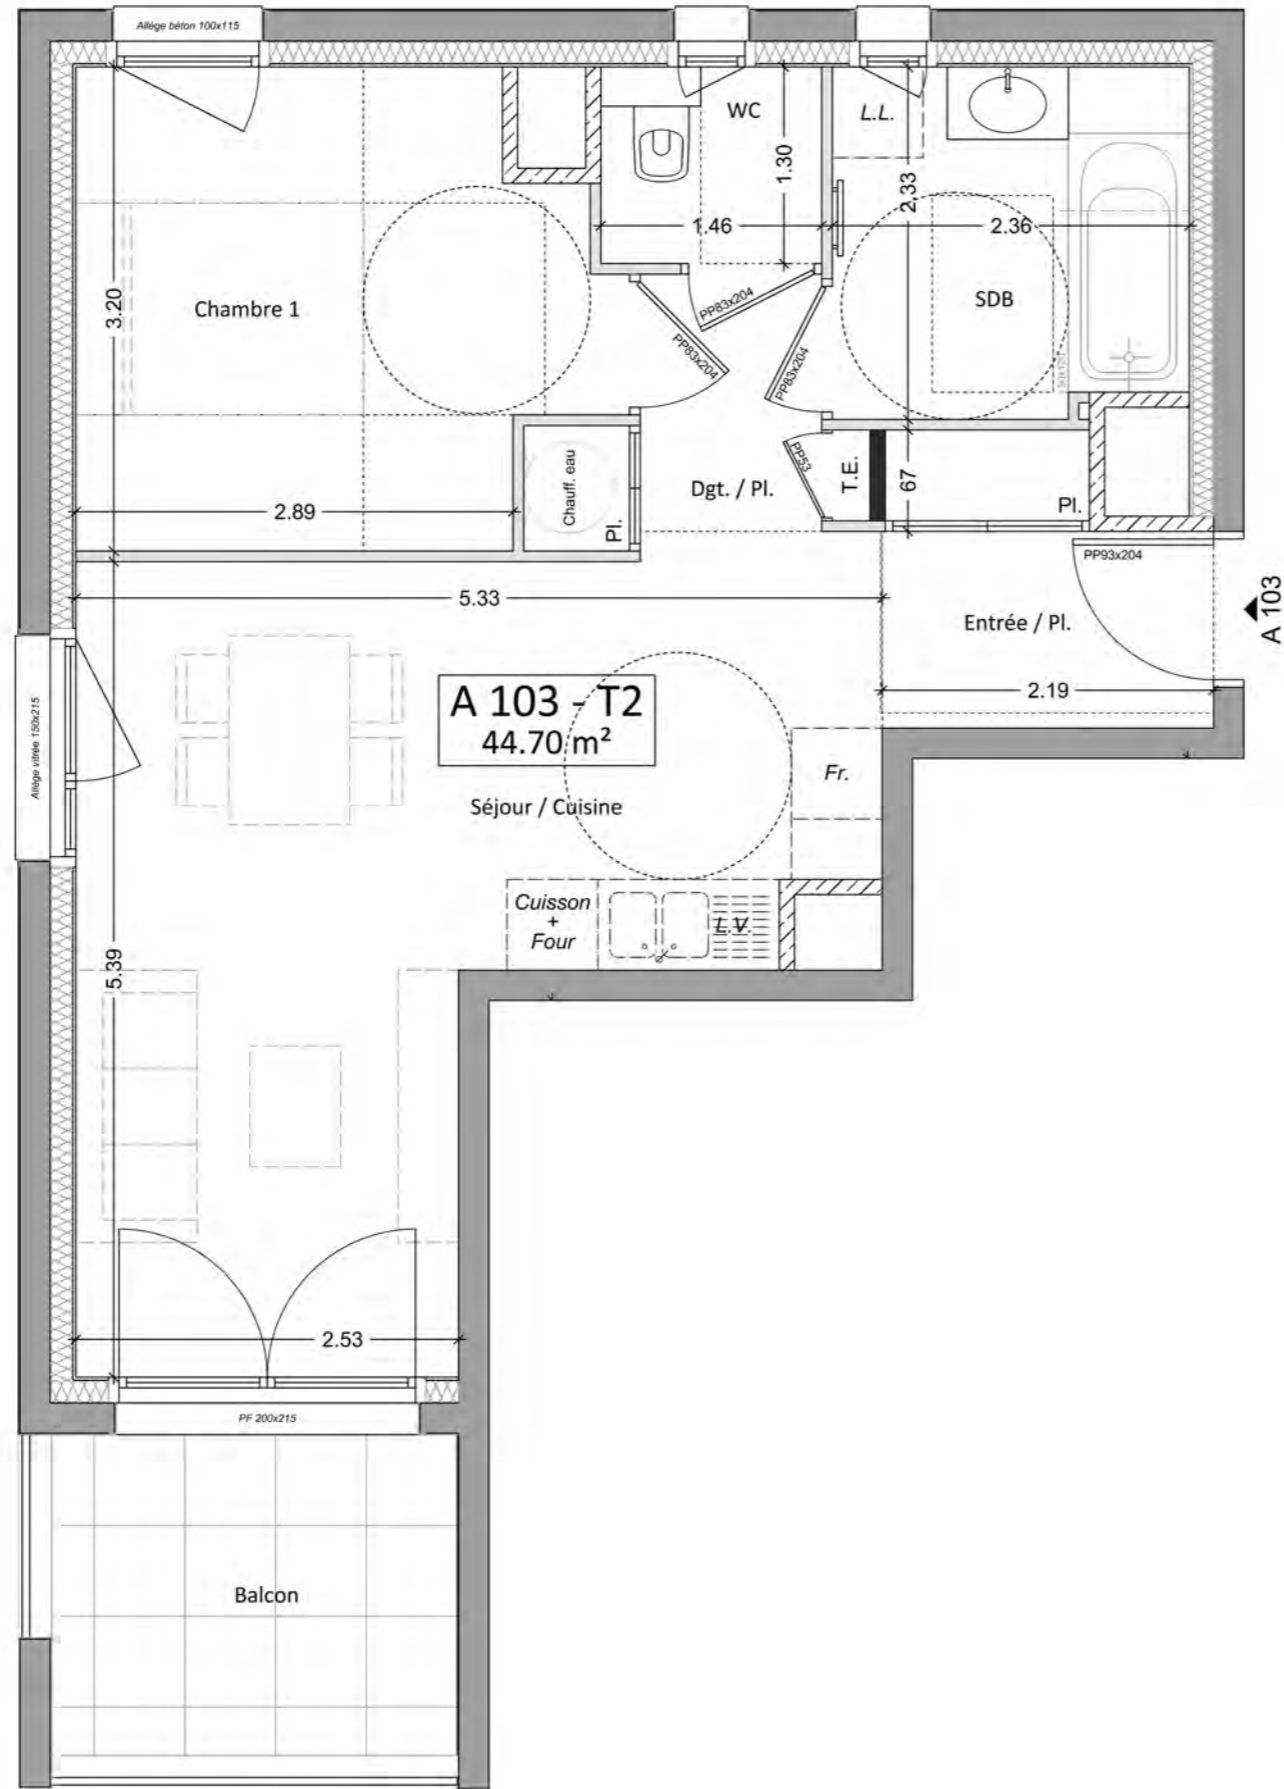 Allège béton 100x115
WC
L.L.
1.30
2.33
1.46
2.36
3.20
Chambre 1
SDB
PP83x204
PP83x204
PP83x204
PP53
Chauff. eau
Pl.
Dgt. / Pl.
T.E.
67
Pl.
2.89
PP93x204
5.33
Entrée / Pl.
A 103
2.19
Allège vitrée 150x215
A 103 - T2
44.70 m²
Fr.
Séjour / Cuisine
Cuisson
+
Four
L.V.
5.39
2.53
PF 200x215
Balcon